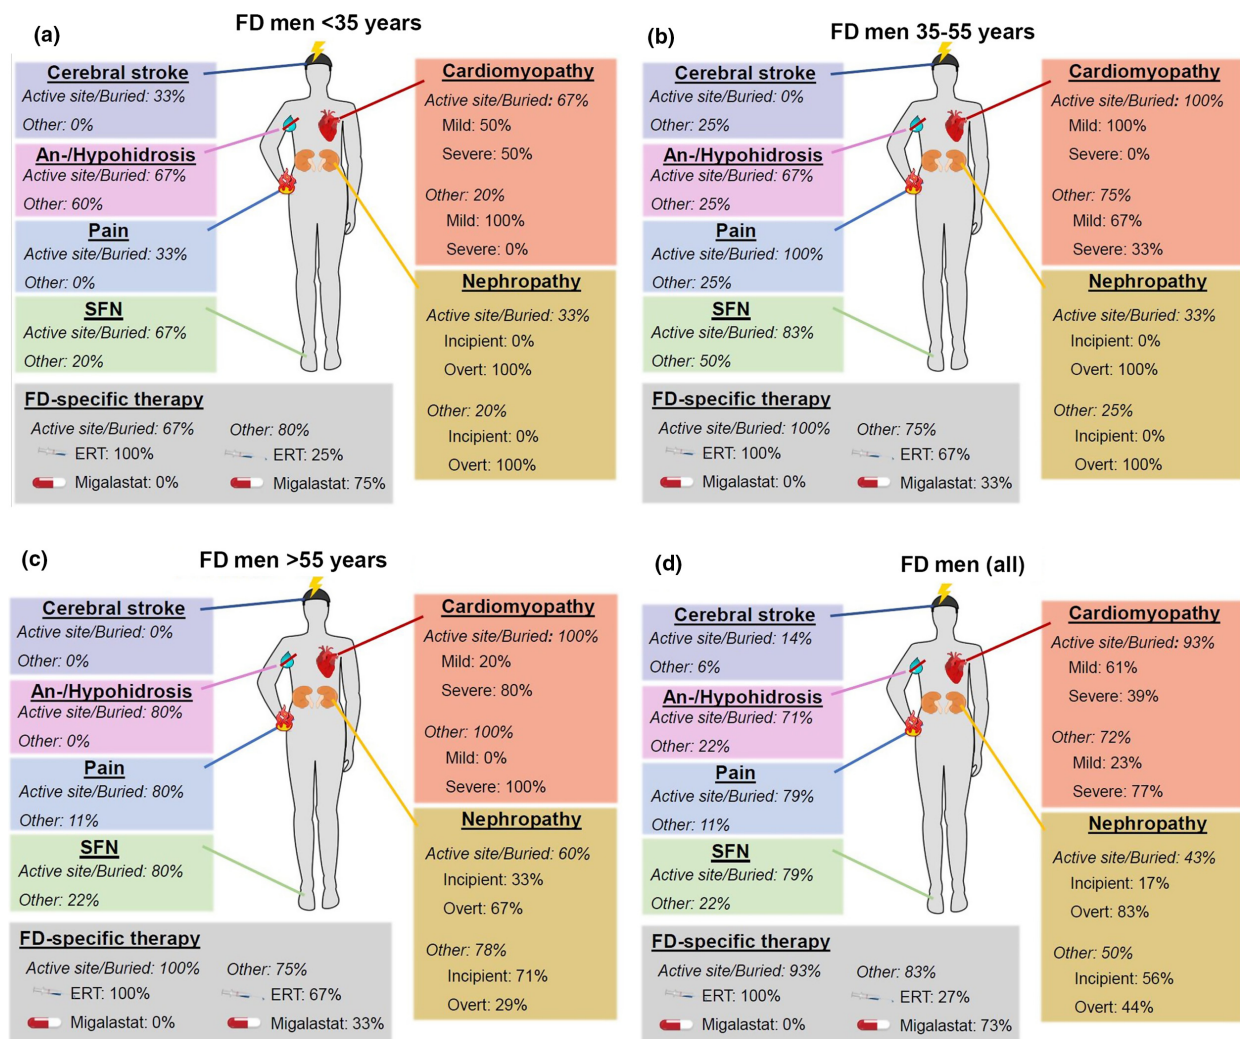 (a)
FD men <35 years
Cerebral stroke
Active site/Buried: 33%
Other: 0%
An-/Hypohidrosis
Active site/Buried: 67%
Other: 60%
Pain
Active site/Buried: 33%
Other: 0%
SFN
Active site/Buried: 67%
Other: 20%
Cardiomyopathy
Active site/Buried: 67%
Mild: 50%
Severe: 50%
Other: 20%
Mild: 100%
Severe: 0%
Nephropathy
Active site/Buried: 33%
Incipient: 0%
Overt: 100%
Other: 20%
Incipient: 0%
Overt: 100%
FD-specific therapy
Active site/Buried: 67%
ERT: 100%
Migalastat: 0%
Other: 80%
ERT: 25%
Migalastat: 75%
(b)
FD men 35-55 years
Cerebral stroke
Active site/Buried: 0%
Other: 25%
An-/Hypohidrosis
Active site/Buried: 67%
Other: 25%
Pain
Active site/Buried: 100%
Other: 25%
SFN
Active site/Buried: 83%
Other: 50%
Cardiomyopathy
Active site/Buried: 100%
Mild: 100%
Severe: 0%
Other: 75%
Mild: 67%
Severe: 33%
Nephropathy
Active site/Buried: 33%
Incipient: 0%
Overt: 100%
Other: 25%
Incipient: 0%
Overt: 100%
FD-specific therapy
Active site/Buried: 100%
ERT: 100%
Migalastat: 0%
Other: 75%
ERT: 67%
Migalastat: 33%
(c)
FD men >55 years
Cerebral stroke
Active site/Buried: 0%
Other: 0%
An-/Hypohidrosis
Active site/Buried: 80%
Other: 0%
Pain
Active site/Buried: 80%
Other: 11%
SFN
Active site/Buried: 80%
Other: 22%
Cardiomyopathy
Active site/Buried: 100%
Mild: 20%
Severe: 80%
Other: 100%
Mild: 0%
Severe: 100%
Nephropathy
Active site/Buried: 60%
Incipient: 33%
Overt: 67%
Other: 78%
Incipient: 71%
Overt: 29%
FD-specific therapy
Active site/Buried: 100%
ERT: 100%
Migalastat: 0%
Other: 75%
ERT: 67%
Migalastat: 33%
(d)
FD men (all)
Cerebral stroke
Active site/Buried: 14%
Other: 6%
An-/Hypohidrosis
Active site/Buried: 71%
Other: 22%
Pain
Active site/Buried: 79%
Other: 11%
SFN
Active site/Buried: 79%
Other: 22%
Cardiomyopathy
Active site/Buried: 93%
Mild: 61%
Severe: 39%
Other: 72%
Mild: 23%
Severe: 77%
Nephropathy
Active site/Buried: 43%
Incipient: 17%
Overt: 83%
Other: 50%
Incipient: 56%
Overt: 44%
FD-specific therapy
Active site/Buried: 93%
ERT: 100%
Migalastat: 0%
Other: 83%
ERT: 27%
Migalastat: 73%